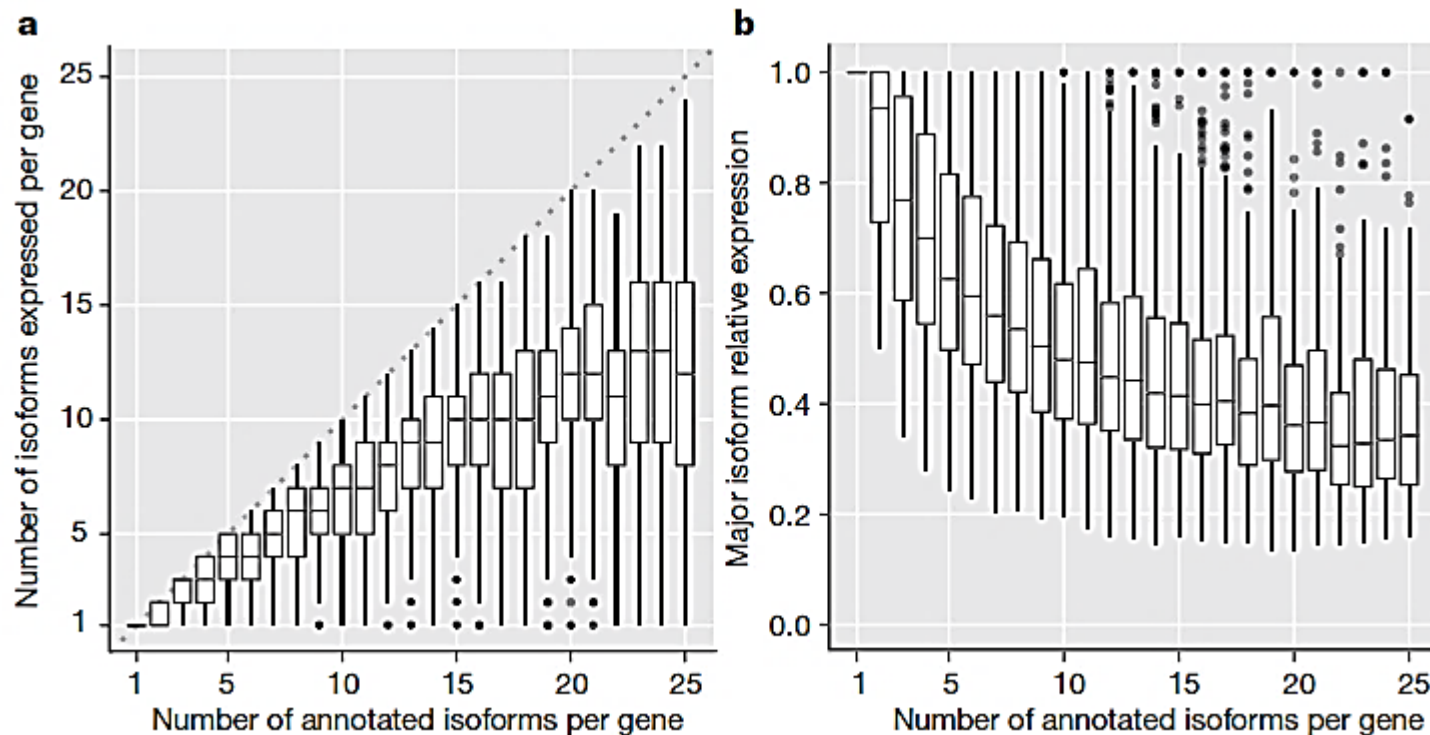 a
Number of isoforms expressed per gene
25
20
15
10
5
1
1 5 10 15 20 25
Number of annotated isoforms per gene
b
Major isoform relative expression
1.0
0.8
0.6
0.4
0.2
0.0
1 5 10 15 20 25
Number of annotated isoforms per gene